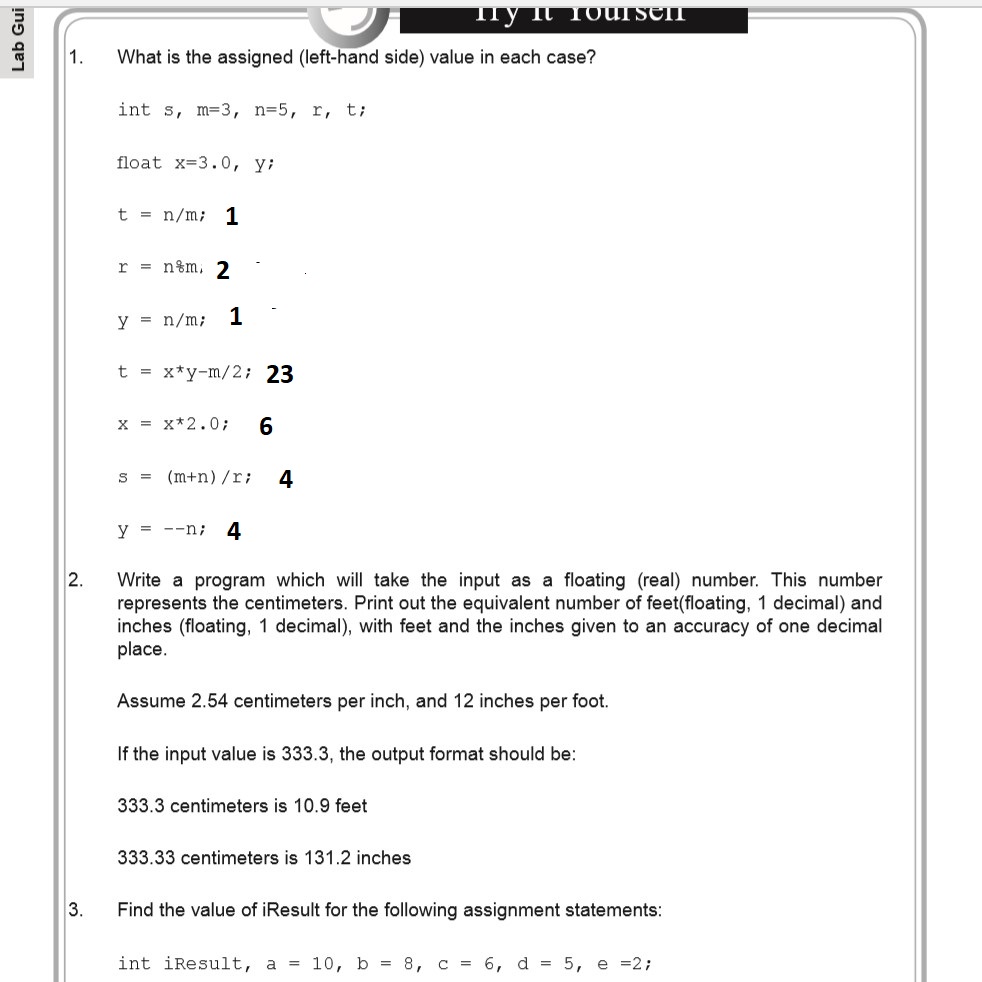 Lab Gui
Try It Yourself
1. What is the assigned (left-hand side) value in each case?
int s, m=3, n=5, r, t;
float x=3.0, y;
t = n/m; 1
r = n%m; 2
y = n/m; 1
t = x*y-m/2; 23
x = x*2.0; 6
s = (m+n)/r; 4
y = --n; 4
2. Write a program which will take the input as a floating (real) number. This number
represents the centimeters. Print out the equivalent number of feet(floating, 1 decimal) and
inches (floating, 1 decimal), with feet and the inches given to an accuracy of one decimal
place.
Assume 2.54 centimeters per inch, and 12 inches per foot.
If the input value is 333.3, the output format should be:
333.3 centimeters is 10.9 feet
333.33 centimeters is 131.2 inches
3. Find the value of iResult for the following assignment statements:
int iResult, a = 10, b = 8, c = 6, d = 5, e =2;